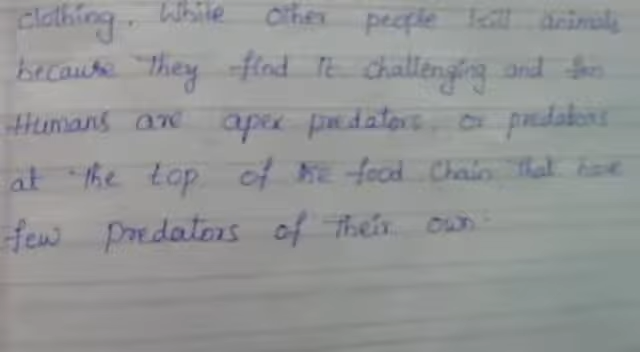 clothing. While other people kill animals
because They find it challenging and fun
Humans are apex predators, or predators
at the top of the food chain that have
few predators of Their own.